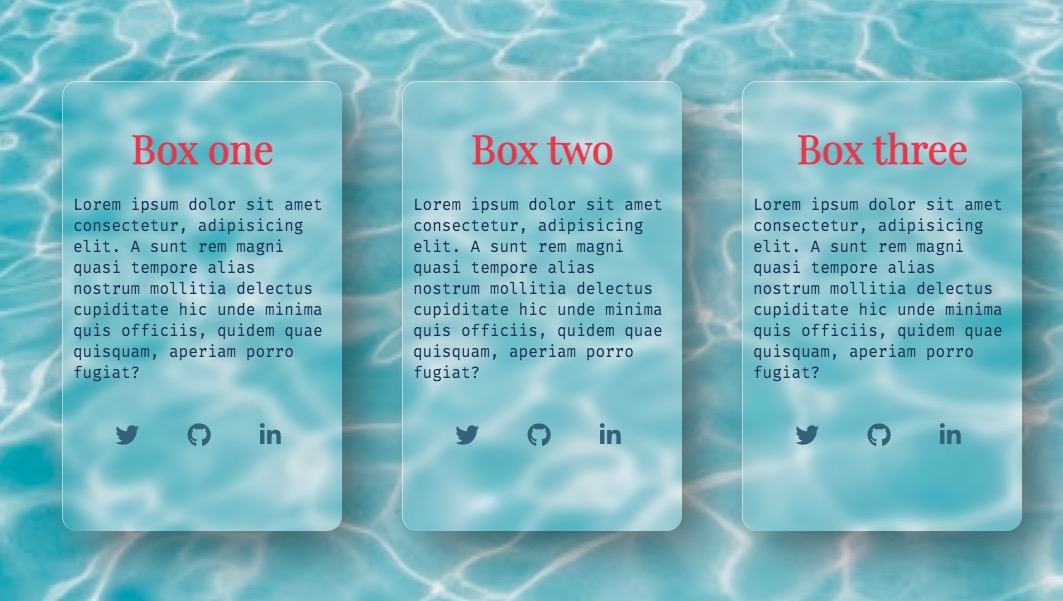 Box one
Lorem ipsum dolor sit amet
consectetur, adipisicing
elit. A sunt rem magni
quasi tempore alias
nostrum mollitia delectus
cupiditate hic unde minima
quis officiis, quidem quae
quisquam, aperiam porro
fugiat?
in
Box two
Lorem ipsum dolor sit amet
consectetur, adipisicing
elit. A sunt rem magni
quasi tempore alias
nostrum mollitia delectus
cupiditate hic unde minima
quis officiis, quidem quae
quisquam, aperiam porro
fugiat?
in
Box three
Lorem ipsum dolor sit amet
consectetur, adipisicing
elit. A sunt rem magni
quasi tempore alias
nostrum mollitia delectus
cupiditate hic unde minima
quis officiis, quidem quae
quisquam, aperiam porro
fugiat?
in